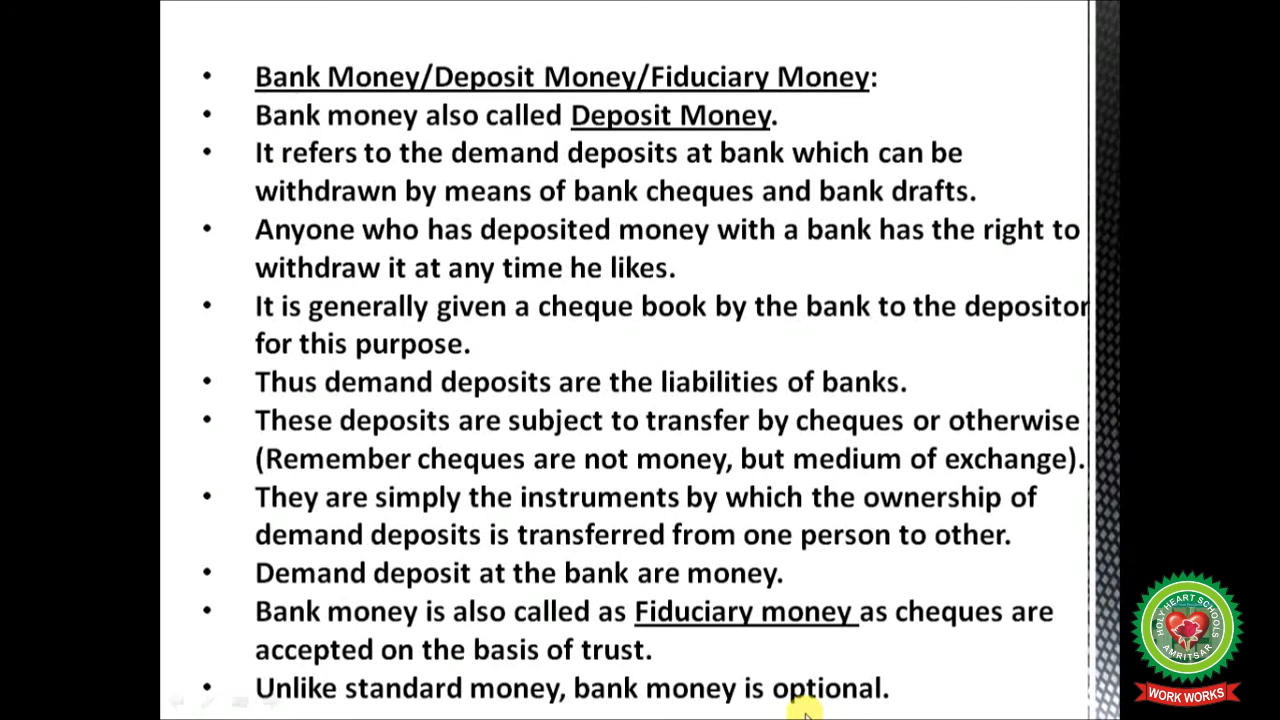 • Bank Money/Deposit Money/Fiduciary Money:
• Bank money also called Deposit Money.
• It refers to the demand deposits at bank which can be
withdrawn by means of bank cheques and bank drafts.
• Anyone who has deposited money with a bank has the right to
withdraw it at any time he likes.
• It is generally given a cheque book by the bank to the depositor
for this purpose.
• Thus demand deposits are the liabilities of banks.
• These deposits are subject to transfer by cheques or otherwise
(Remember cheques are not money, but medium of exchange).
• They are simply the instruments by which the ownership of
demand deposits is transferred from one person to other.
• Demand deposit at the bank are money.
• Bank money is also called as Fiduciary money as cheques are
accepted on the basis of trust.
• Unlike standard money, bank money is optional.
HOLY HEART SCHOOLS
AMRITSAR
WORK WORKS